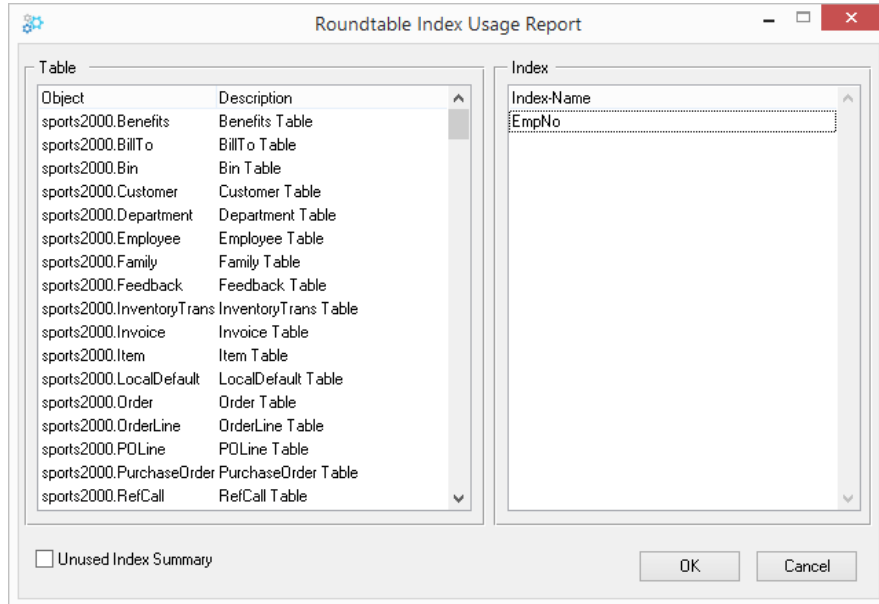 Roundtable Index Usage Report
Table
Object Description
sports2000.Benefits Benefits Table
sports2000.BillTo BillTo Table
sports2000.Bin Bin Table
sports2000.Customer Customer Table
sports2000.Department Department Table
sports2000.Employee Employee Table
sports2000.Family Family Table
sports2000.Feedback Feedback Table
sports2000.InventoryTrans InventoryTrans Table
sports2000.Invoice Invoice Table
sports2000.Item Item Table
sports2000.LocalDefault LocalDefault Table
sports2000.Order Order Table
sports2000.OrderLine OrderLine Table
sports2000.POLine POLine Table
sports2000.PurchaseOrder PurchaseOrder Table
sports2000.RefCall RefCall Table
Index
Index-Name
EmpNo
Unused Index Summary
OK Cancel